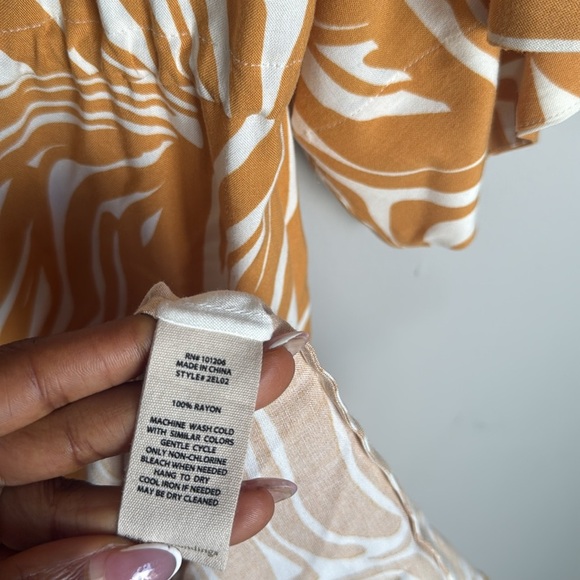 RN# 101206
MADE IN CHINA
STYLE# 2EL02
100% RAYON
MACHINE WASH COLD
WITH SIMILAR COLORS
GENTLE CYCLE
ONLY NON-CHLORINE
BLEACH WHEN NEEDED
HANG TO DRY
COOL IRON IF NEEDED
MAY BE DRY CLEANED